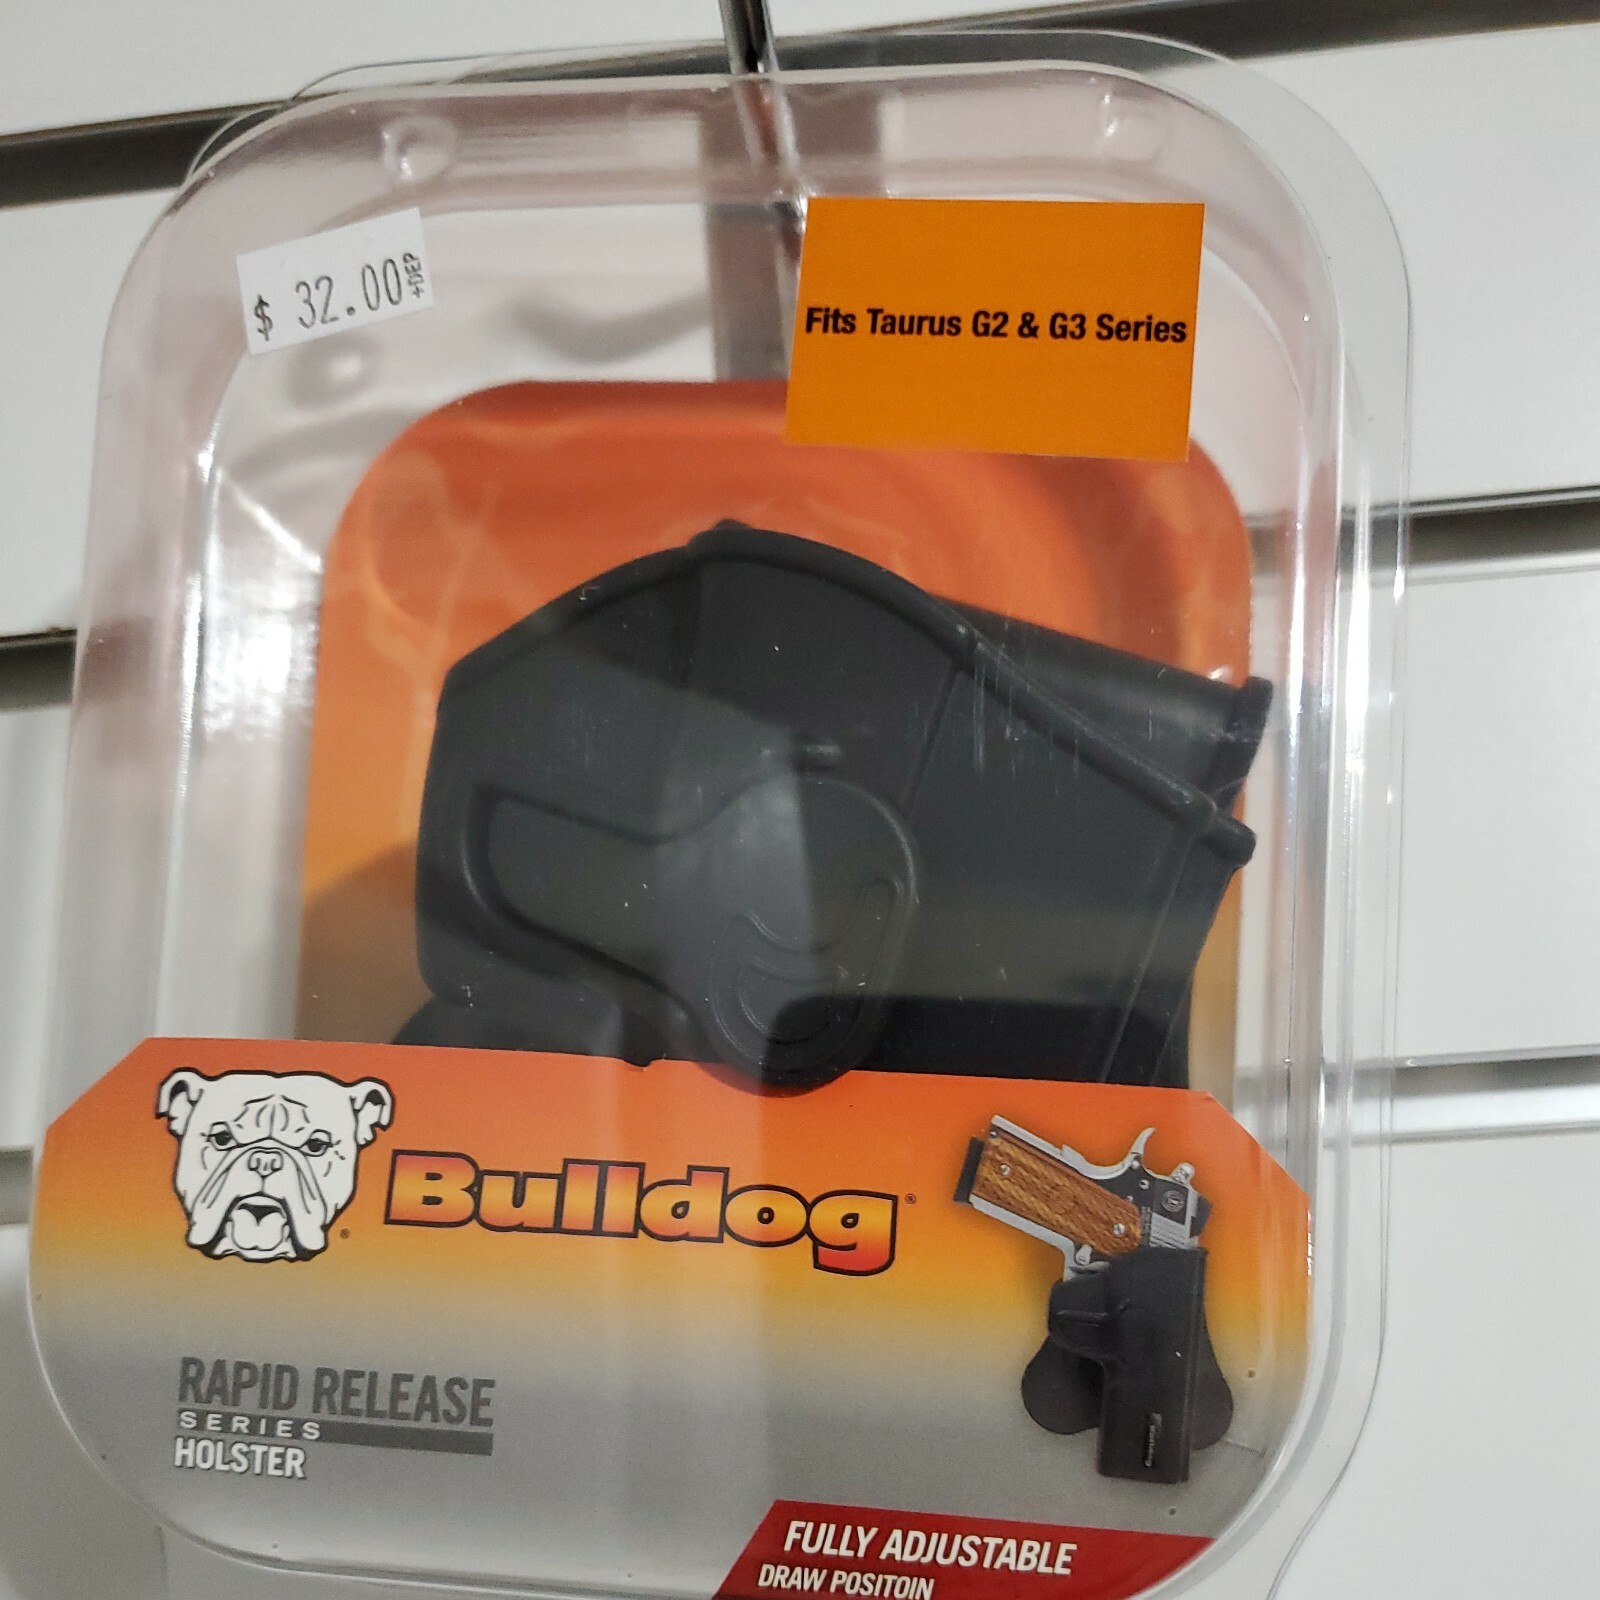 $ 32.00
+DEP
Fits Taurus G2 & G3 Series
Bulldog®
RAPID RELEASE
SERIES
HOLSTER
FULLY ADJUSTABLE
DRAW POSITOIN